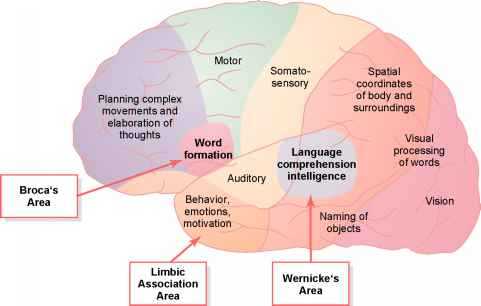 Motor
Somato-
sensory
Spatial
coordinates
of body and
surroundings
Planning complex
movements and
elaboration of
thoughts
Word
formation
Language
comprehension
intelligence
Visual
processing
of words
Auditory
Vision
Behavior,
emotions,
motivation
Naming of
objects
Broca's
Area
Limbic
Association
Area
Wernicke's
Area